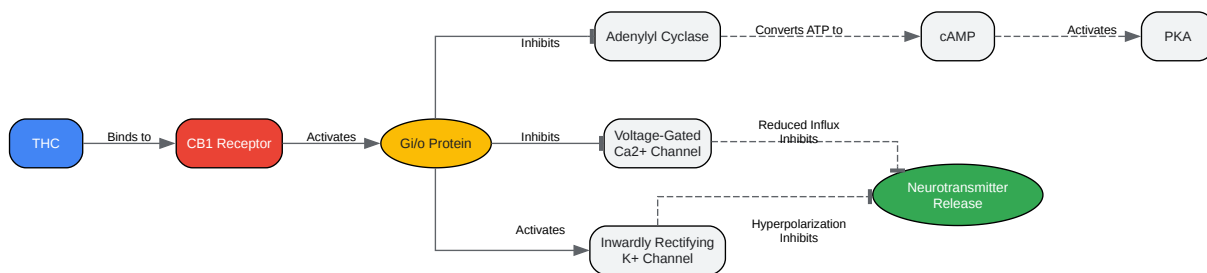 Inhibits
Adenylyl Cyclase
Converts ATP to
cAMP
Activates
PKA
THC
Binds to
CB1 Receptor
Activates
Gi/o Protein
Inhibits
Voltage-Gated
Ca2+ Channel
Reduced Influx
Inhibits
Neurotransmitter
Release
Activates
Inwardly Rectifying
K+ Channel
Hyperpolarization
Inhibits